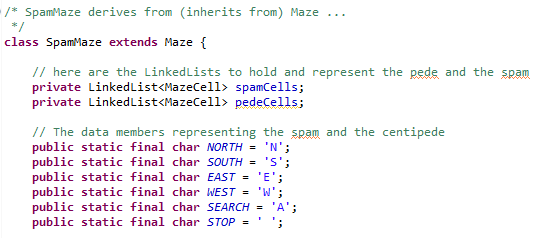 /* SpamMaze derives from (inherits from) Maze ...
*/
class SpamMaze extends Maze {
// here are the LinkedLists to hold and represent the pede and the spam
private LinkedList<MazeCell> spamCells;
private LinkedList<MazeCell> pedeCells;
// The data members representing the spam and the centipede
public static final char NORTH = 'N';
public static final char SOUTH = 'S';
public static final char EAST = 'E';
public static final char WEST = 'W';
public static final char SEARCH = 'A';
public static final char STOP = ' ';